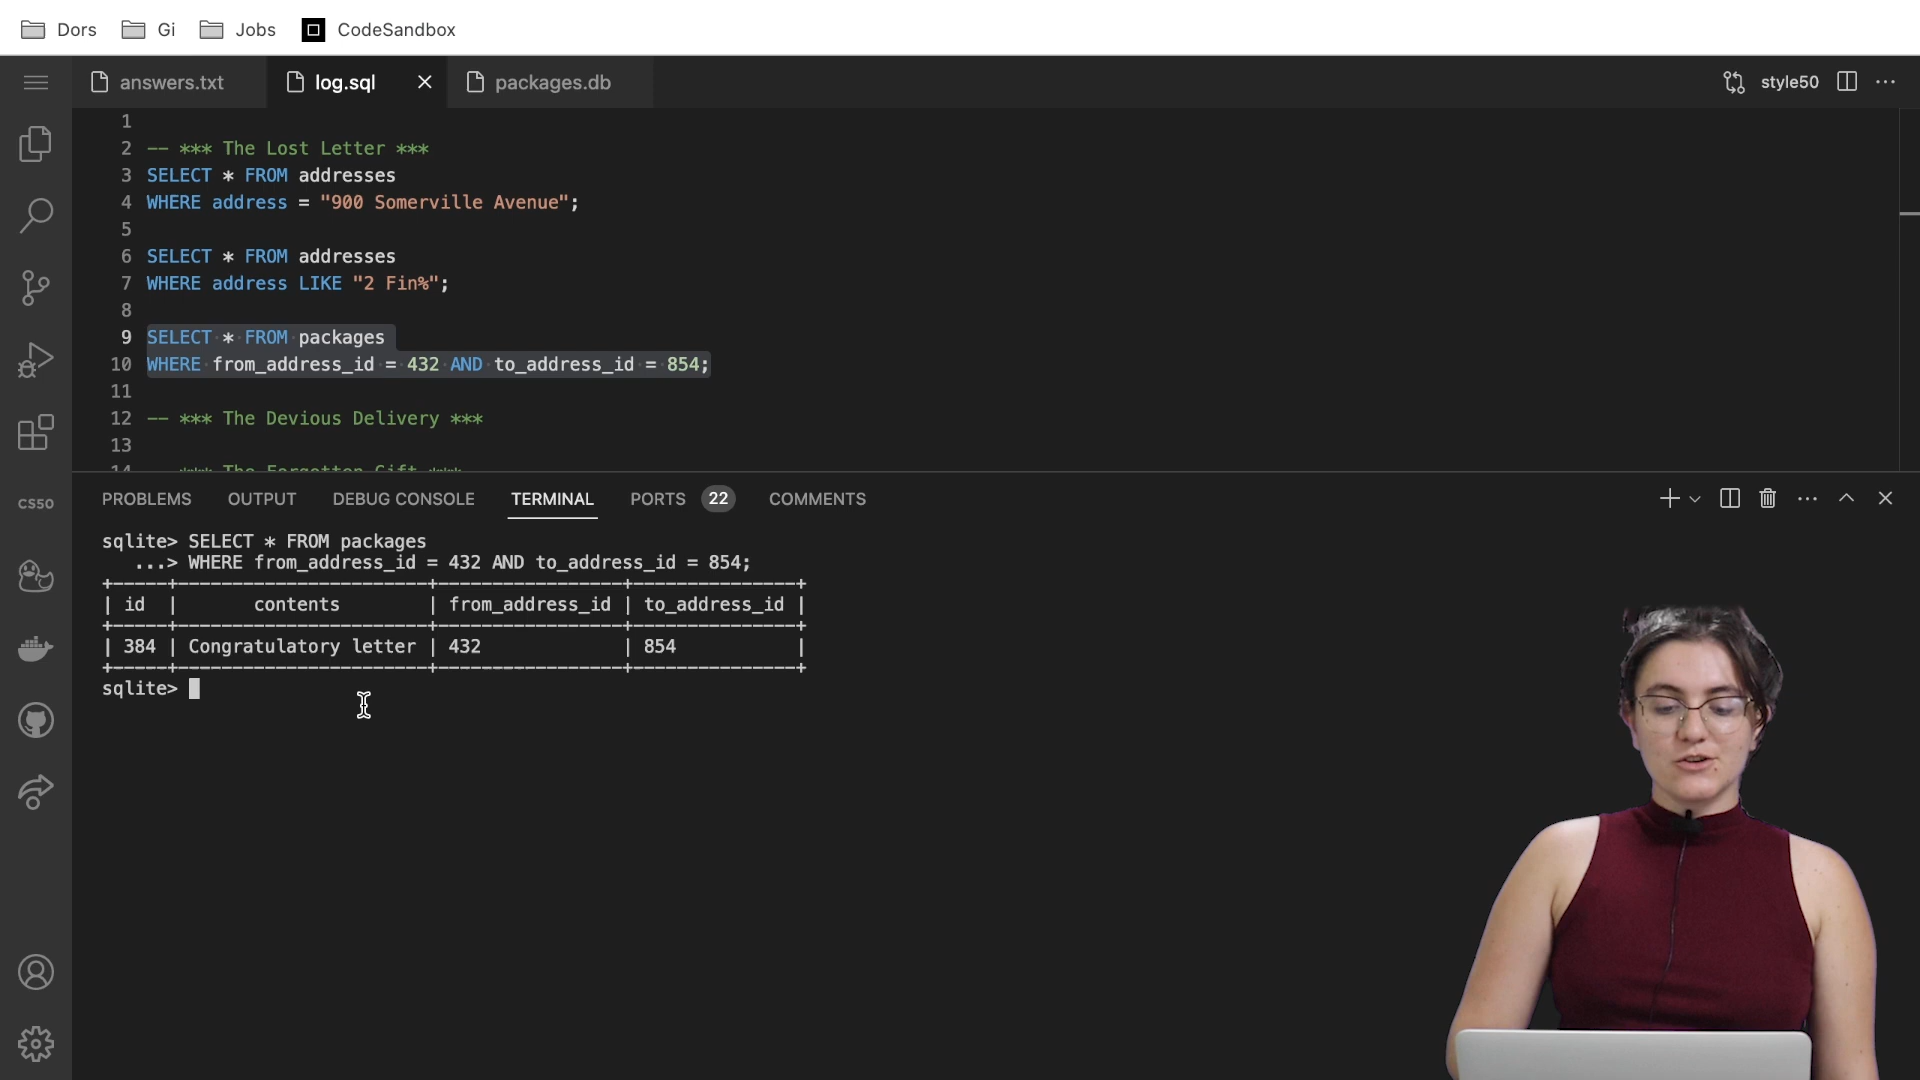 Dors Gi Jobs CodeSandbox
answers.txt log.sql packages.db style50
1
2 -- *** The Lost Letter ***
3 SELECT * FROM addresses
4 WHERE address = "900 Somerville Avenue";
5
6 SELECT * FROM addresses
7 WHERE address LIKE "2 Fin%";
8
9 SELECT * FROM packages
10 WHERE from_address_id = 432 AND to_address_id = 854;
11
12 -- *** The Devious Delivery ***
13
14 -- *** The Forgotten Gift ***
CS50
PROBLEMS OUTPUT DEBUG CONSOLE TERMINAL PORTS 22 COMMENTS
sqlite> SELECT * FROM packages
...> WHERE from_address_id = 432 AND to_address_id = 854;
+-----+------------------------+-----------------+---------------+
| id | contents | from_address_id | to_address_id |
+-----+------------------------+-----------------+---------------+
| 384 | Congratulatory letter | 432 | 854 |
+-----+------------------------+-----------------+---------------+
sqlite>